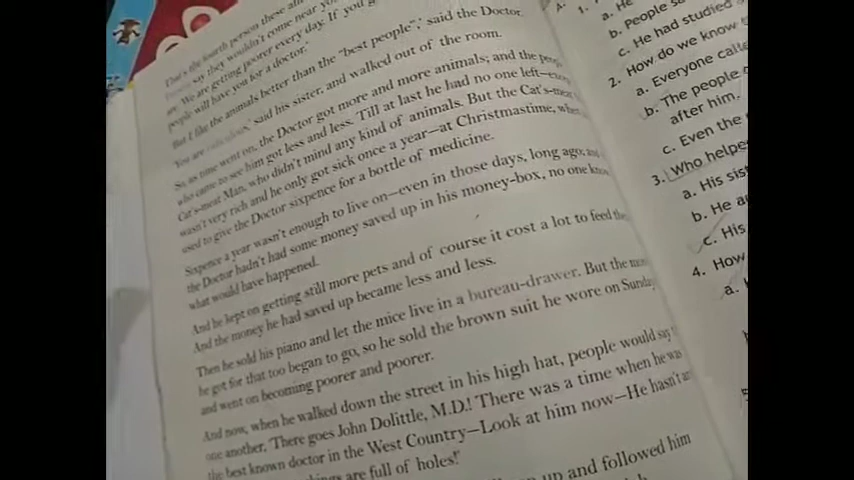 That's the fourth person these
say they wouldn't come near
are. We are getting poorer every day. If you
people will have you for a doctor.'
But I like the animals better than the "best people",' said the Doctor.
'You are ridiculous,' said his sister, and walked out of the room.
So, as time went on, the Doctor got more and more animals; and the people
who came to see him got less and less. Till at last he had no one left—
Cat's-meat Man, who didn't mind any kind of animals. But the Cat's-meat
wasn't very rich and he only got sick once a year—at Christmastime, when
used to give the Doctor sixpence for a bottle of medicine.
Sixpence a year wasn't enough to live on—even in those days, long ago; and
the Doctor hadn't had some money saved up in his money-box, no one
what would have happened.
And he kept on getting still more pets and of course it cost a lot to feed
And the money he had saved up became less and less.
Then he sold his piano and let the mice live in a bureau-drawer. But the
he got for that too began to go, so he sold the brown suit he wore on
and went on becoming poorer and poorer.
And now, when he walked down the street in his high hat, people would say
one another, 'There goes John Dolittle, M.D.! There was a time when he was
the best known doctor in the West Country—Look at him now—He hasn't
are full of holes!'
up and followed him
1. a. He
b. People
c. He had studied
2. How do we know
a. Everyone
b. The people
after him.
c. Even the
3. Who
a. His
b. He
c. His
4. How
a.